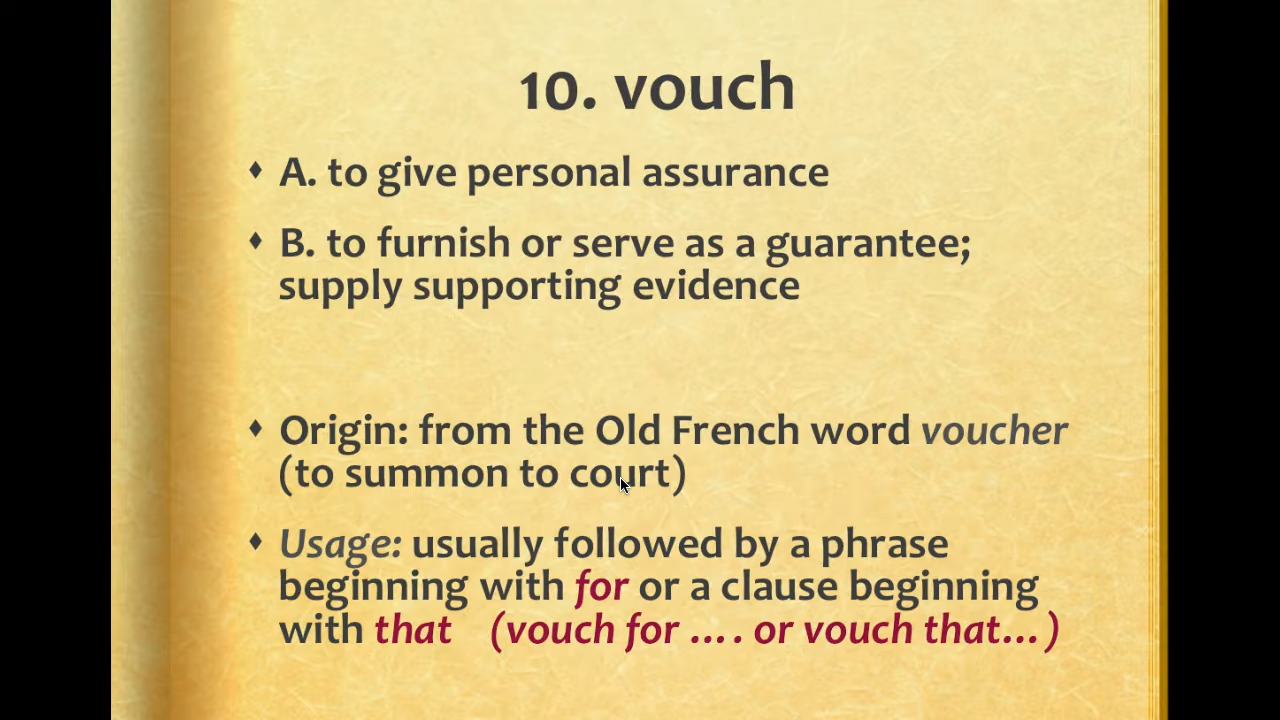 10. vouch
A. to give personal assurance
B. to furnish or serve as a guarantee;
supply supporting evidence
Origin: from the Old French word voucher
(to summon to court)
Usage: usually followed by a phrase
beginning with for or a clause beginning
with that (vouch for .... or vouch that...)